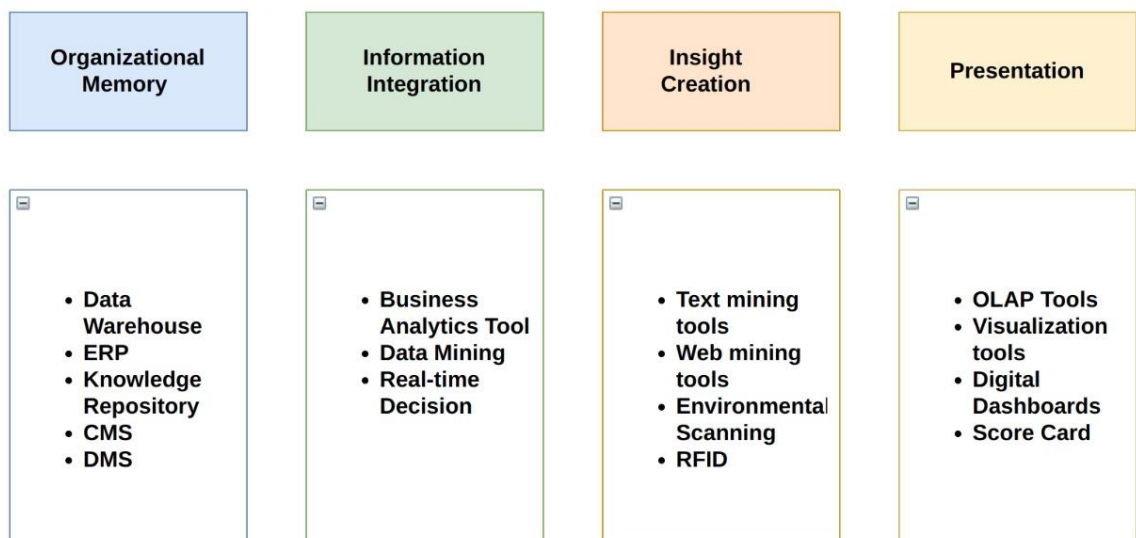 Organizational
Memory
Information
Integration
Insight
Creation
Presentation
• Data
Warehouse
• ERP
• Knowledge
Repository
• CMS
• DMS
• Business
Analytics Tool
• Data Mining
• Real-time
Decision
• Text mining
tools
• Web mining
tools
• Environmental
Scanning
• RFID
• OLAP Tools
• Visualization
tools
• Digital
Dashboards
• Score Card